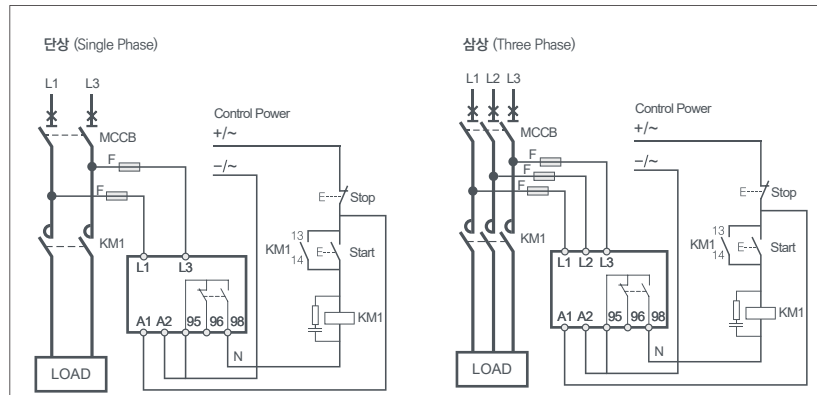 단상 (Single Phase)
L1 L3
Control Power
+/~
MCCB
F
−/~
F
E
Stop
13
KM1
14
E
Start
KM1
L1 L3
A1 A2 95 96 98
KM1
N
LOAD
삼상 (Three Phase)
L1 L2 L3
Control Power
+/~
MCCB
F
−/~
F
F
E
Stop
13
KM1
14
E
Start
KM1
L1 L2 L3
A1 A2 95 96 98
KM1
N
LOAD